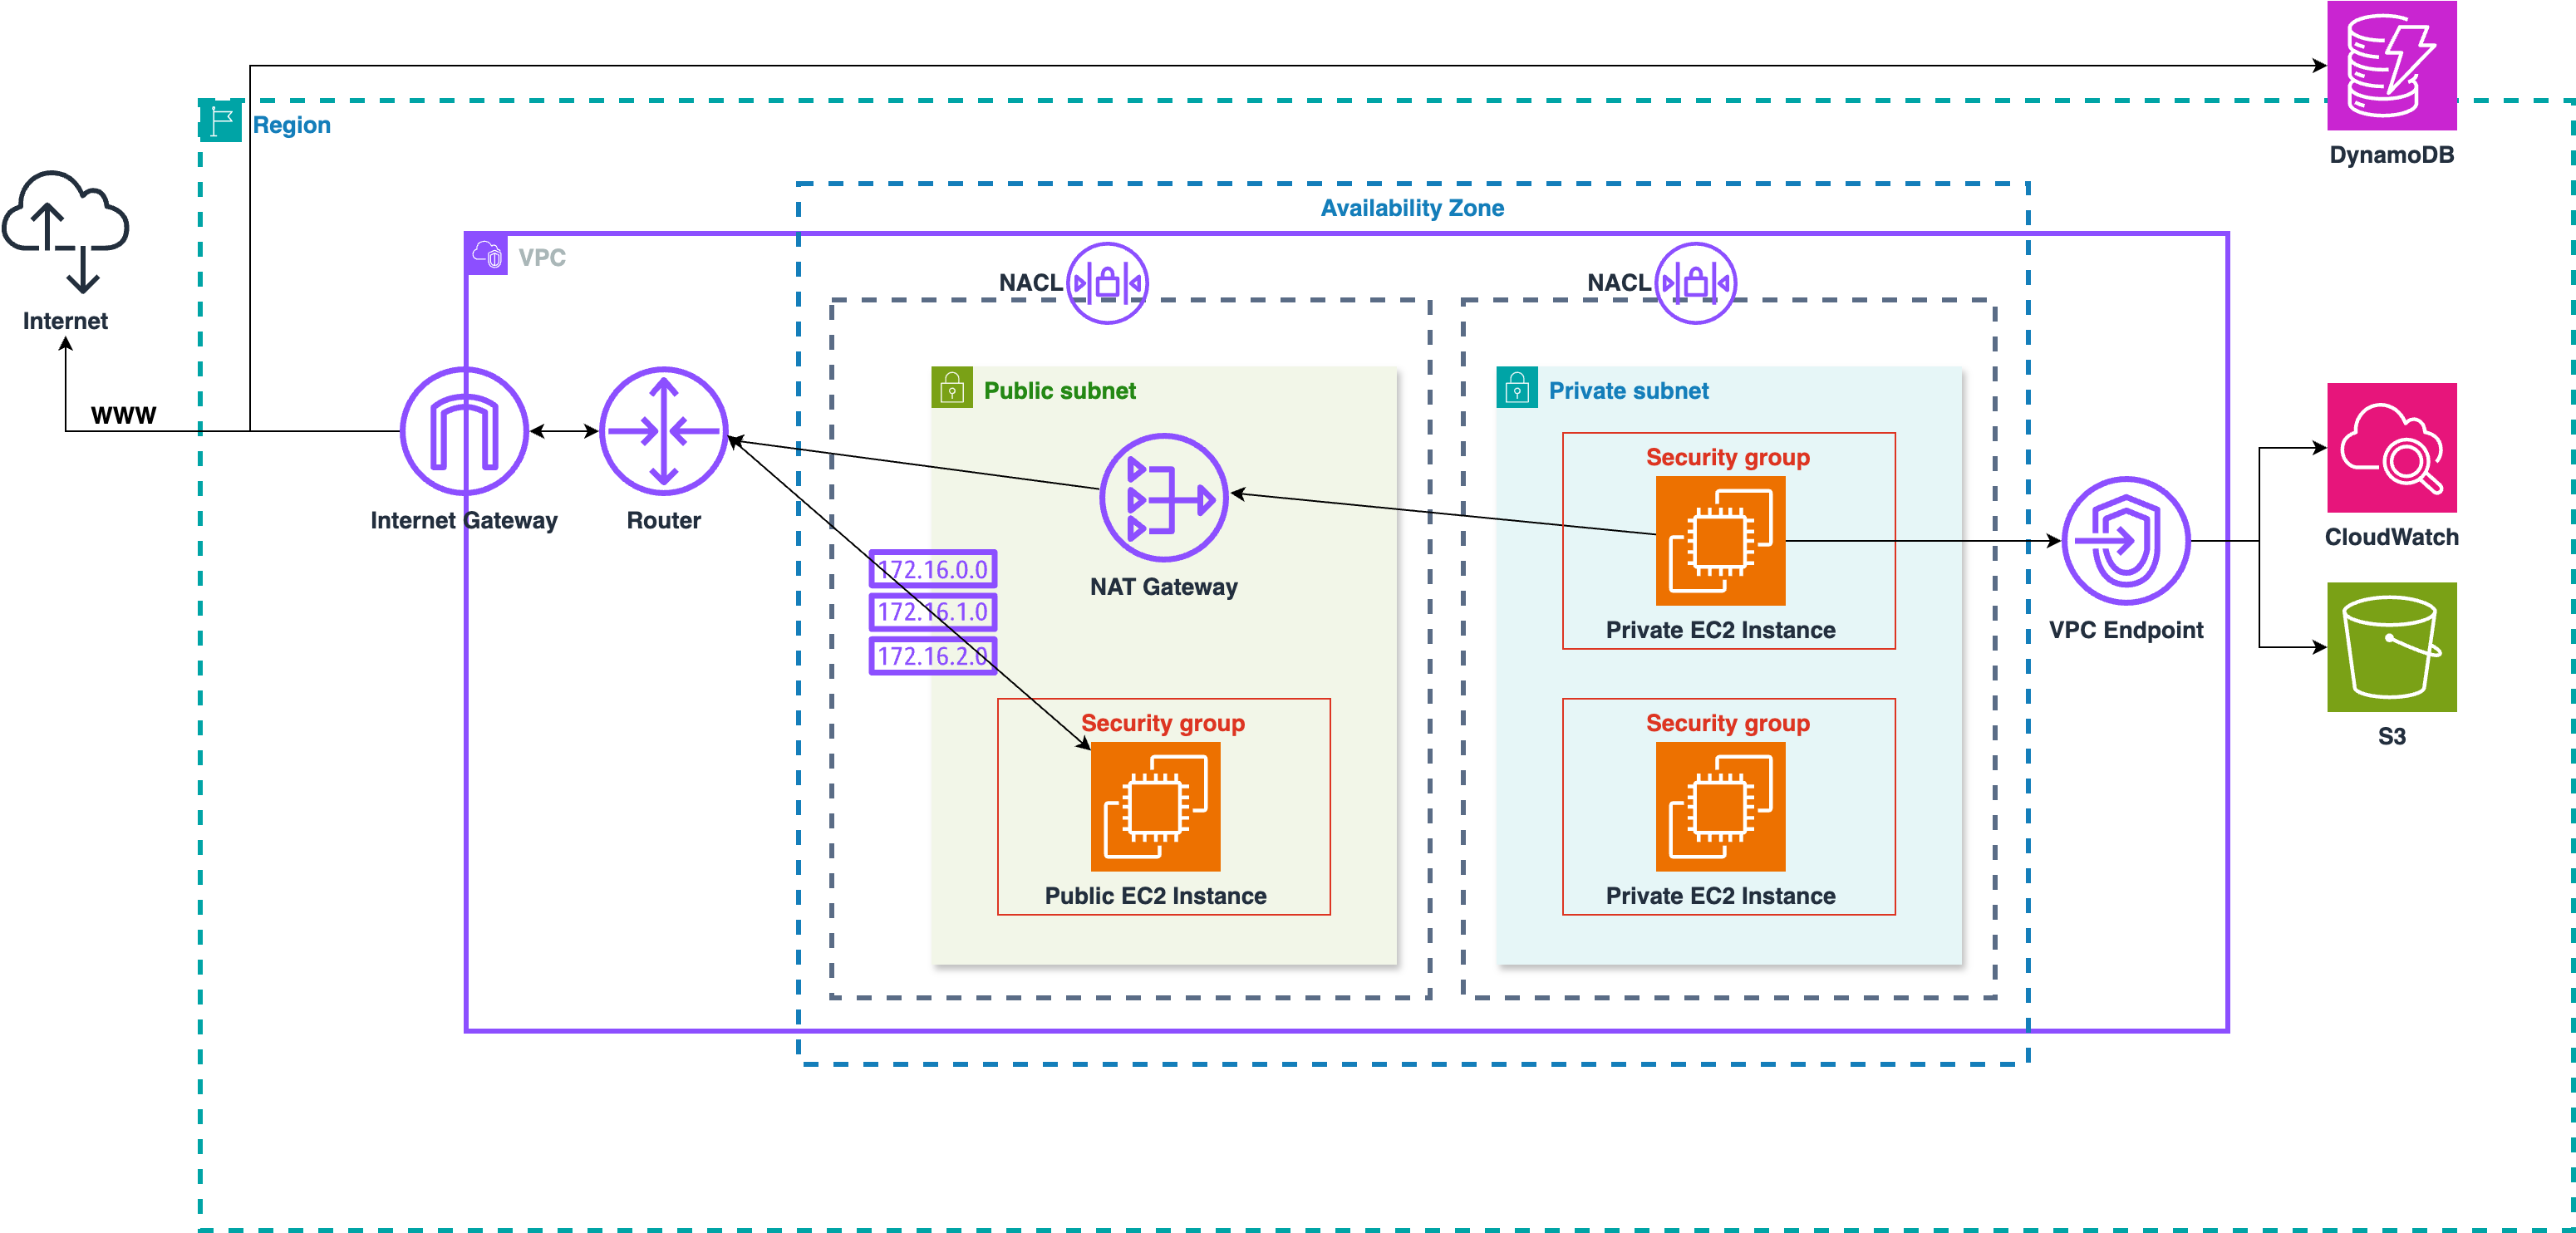 DynamoDB
Region
Availability Zone
VPC
NACL
NACL
Internet
WWW
Public subnet
Private subnet
Security group
Internet Gateway
Router
CloudWatch
172.16.0.0
NAT Gateway
172.16.1.0
Private EC2 Instance
VPC Endpoint
172.16.2.0
Security group
Security group
S3
Public EC2 Instance
Private EC2 Instance